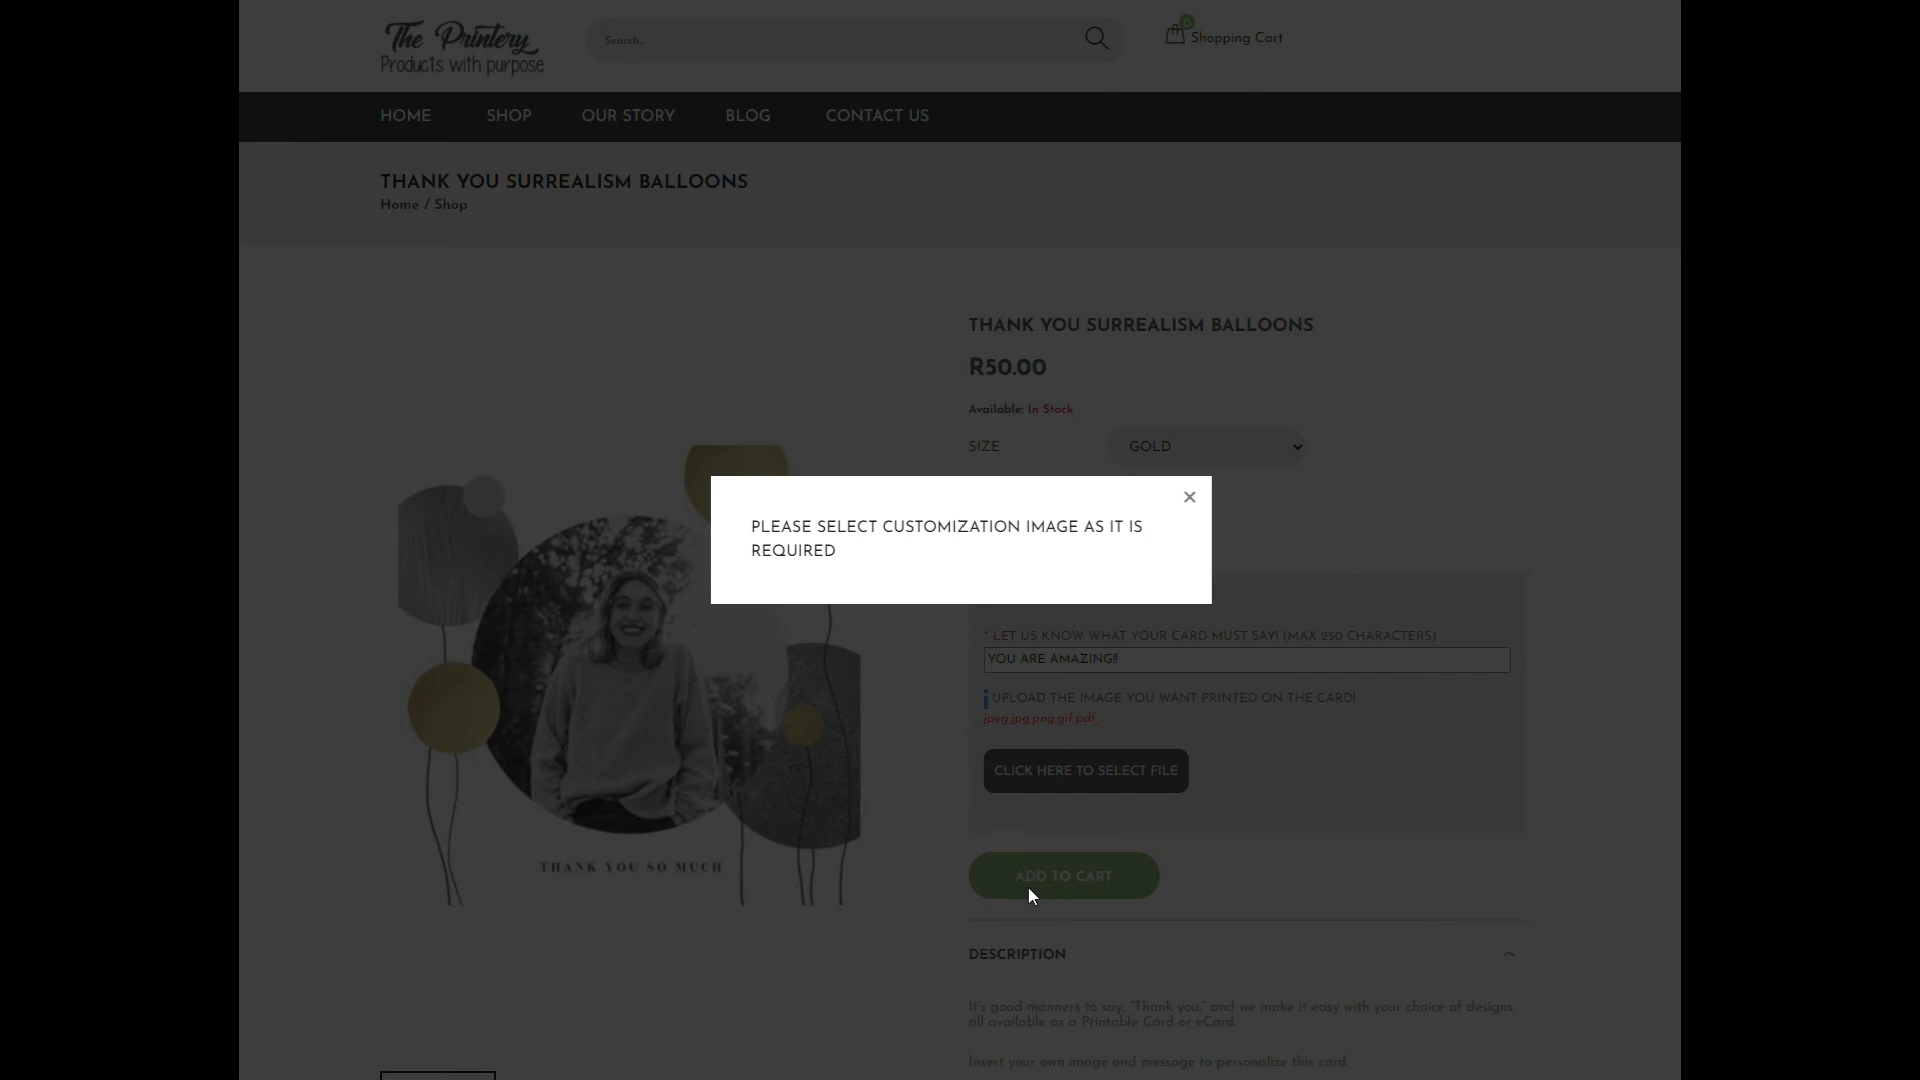 The Printery
Products with purpose
Search...
0
Shopping Cart
HOME
SHOP
OUR STORY
BLOG
CONTACT US
THANK YOU SURREALISM BALLOONS
Home / Shop
THANK YOU SURREALISM BALLOONS
R50.00
Available: In Stock
SIZE
GOLD
PLEASE SELECT CUSTOMIZATION IMAGE AS IT IS
REQUIRED
* LET US KNOW WHAT YOUR CARD MUST SAY! (MAX 250 CHARACTERS)
YOU ARE AMAZING!!
* UPLOAD THE IMAGE YOU WANT PRINTED ON THE CARD!
jpeg,jpg,png,gif,pdf,
CLICK HERE TO SELECT FILE
THANK YOU SO MUCH
ADD TO CART
DESCRIPTION
It's good manners to say, "Thank you," and we make it easy with your choice of designs,
all available as a Printable Card or eCard.
Insert your own image and message to personalize this card.